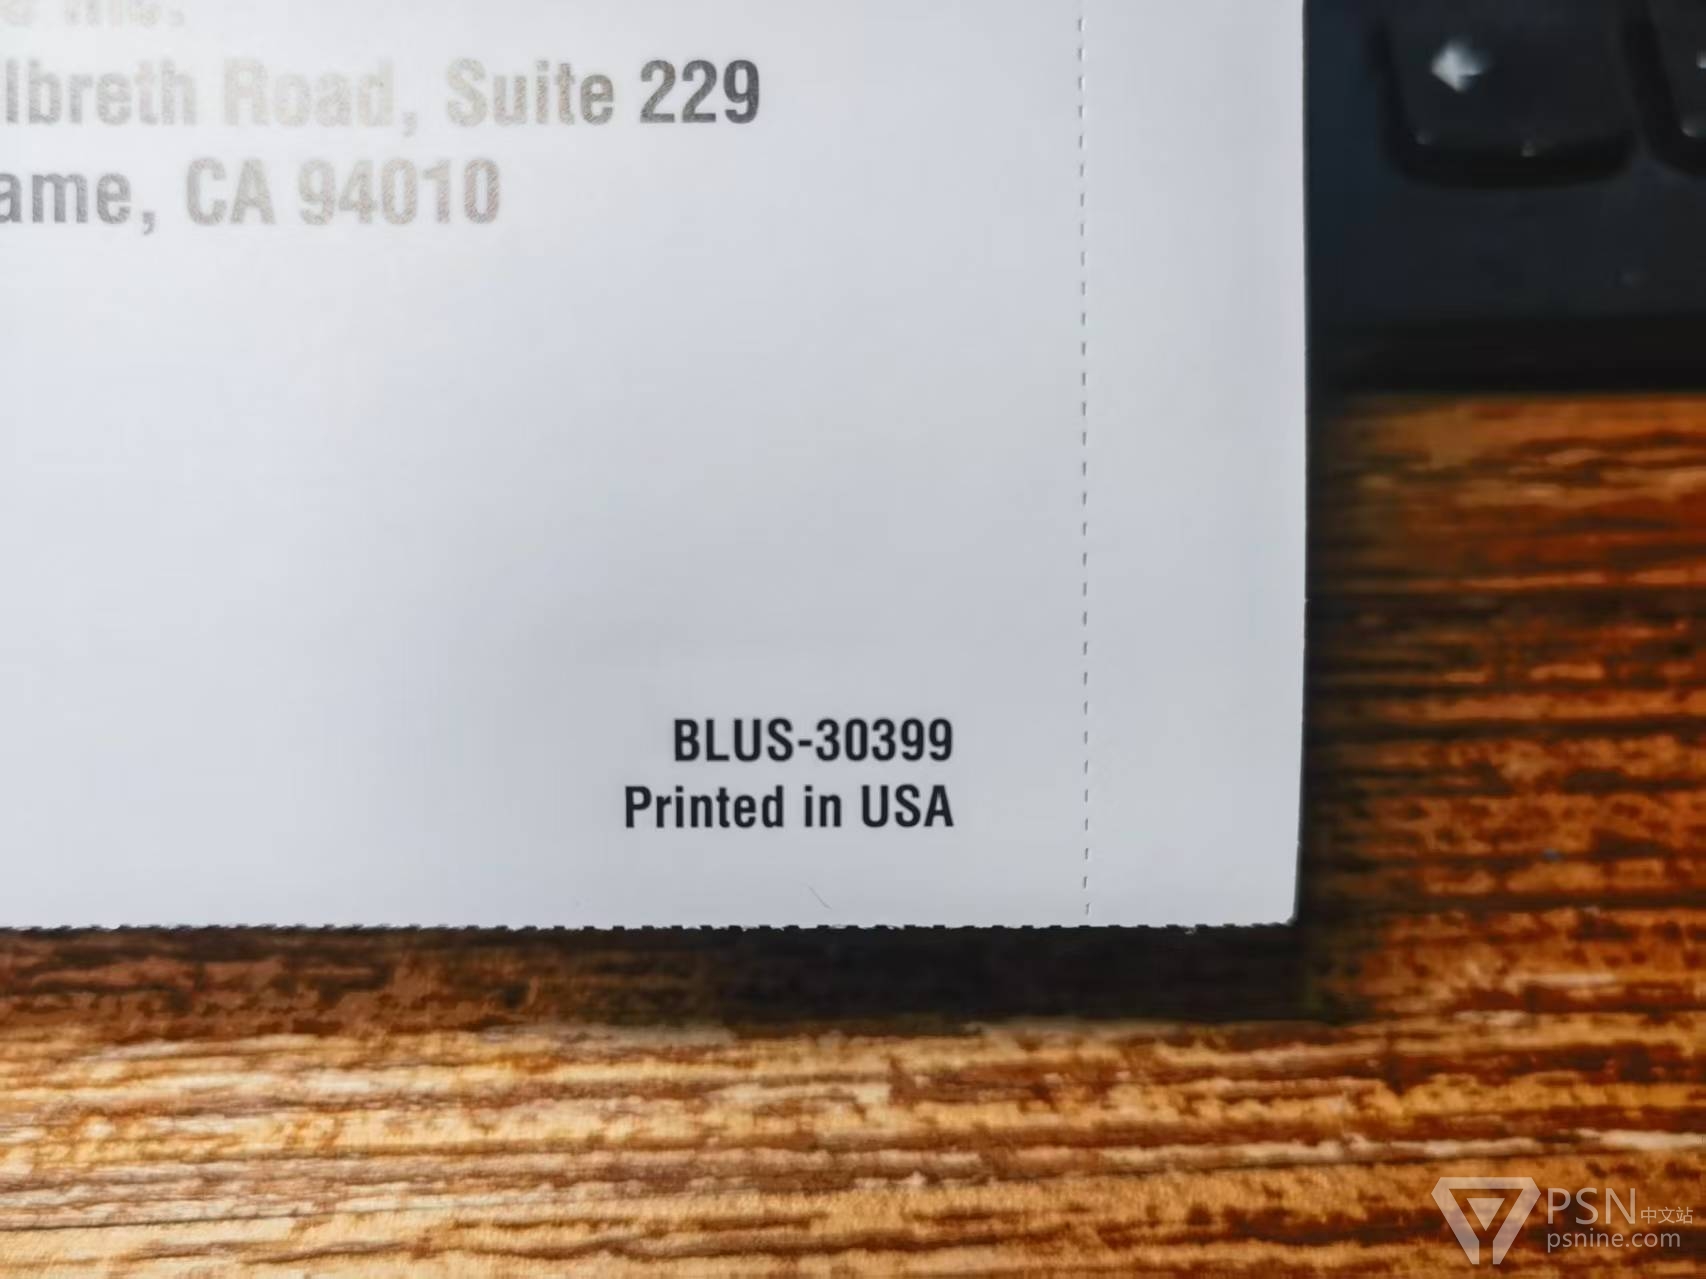 lbreth Road, Suite 229
ame, CA 94010
BLUS-30399
Printed in USA
PSN中文站
psnine.com